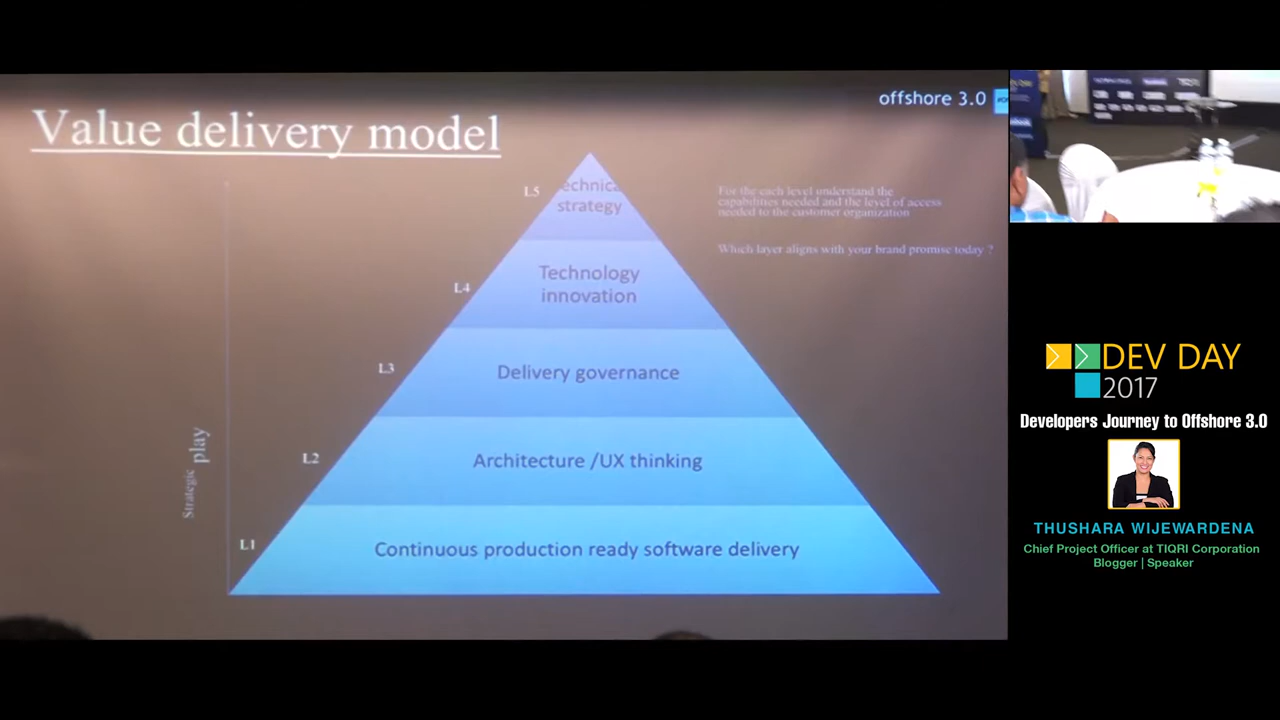 Value delivery model
offshore 3.0
L5
echnica
strategy
For the each level understand the
capabilities needed and the level of access
needed to the customer organization
Which layer aligns with your brand promise today ?
L4
Technology
innovation
L3
Delivery governance
L2
Architecture /UX thinking
L1
Continuous production ready software delivery
Strategic play
DEV DAY
2017
Developers Journey to Offshore 3.0
THUSHARA WIJEWARDENA
Chief Project Officer at TIQRI Corporation
Blogger | Speaker